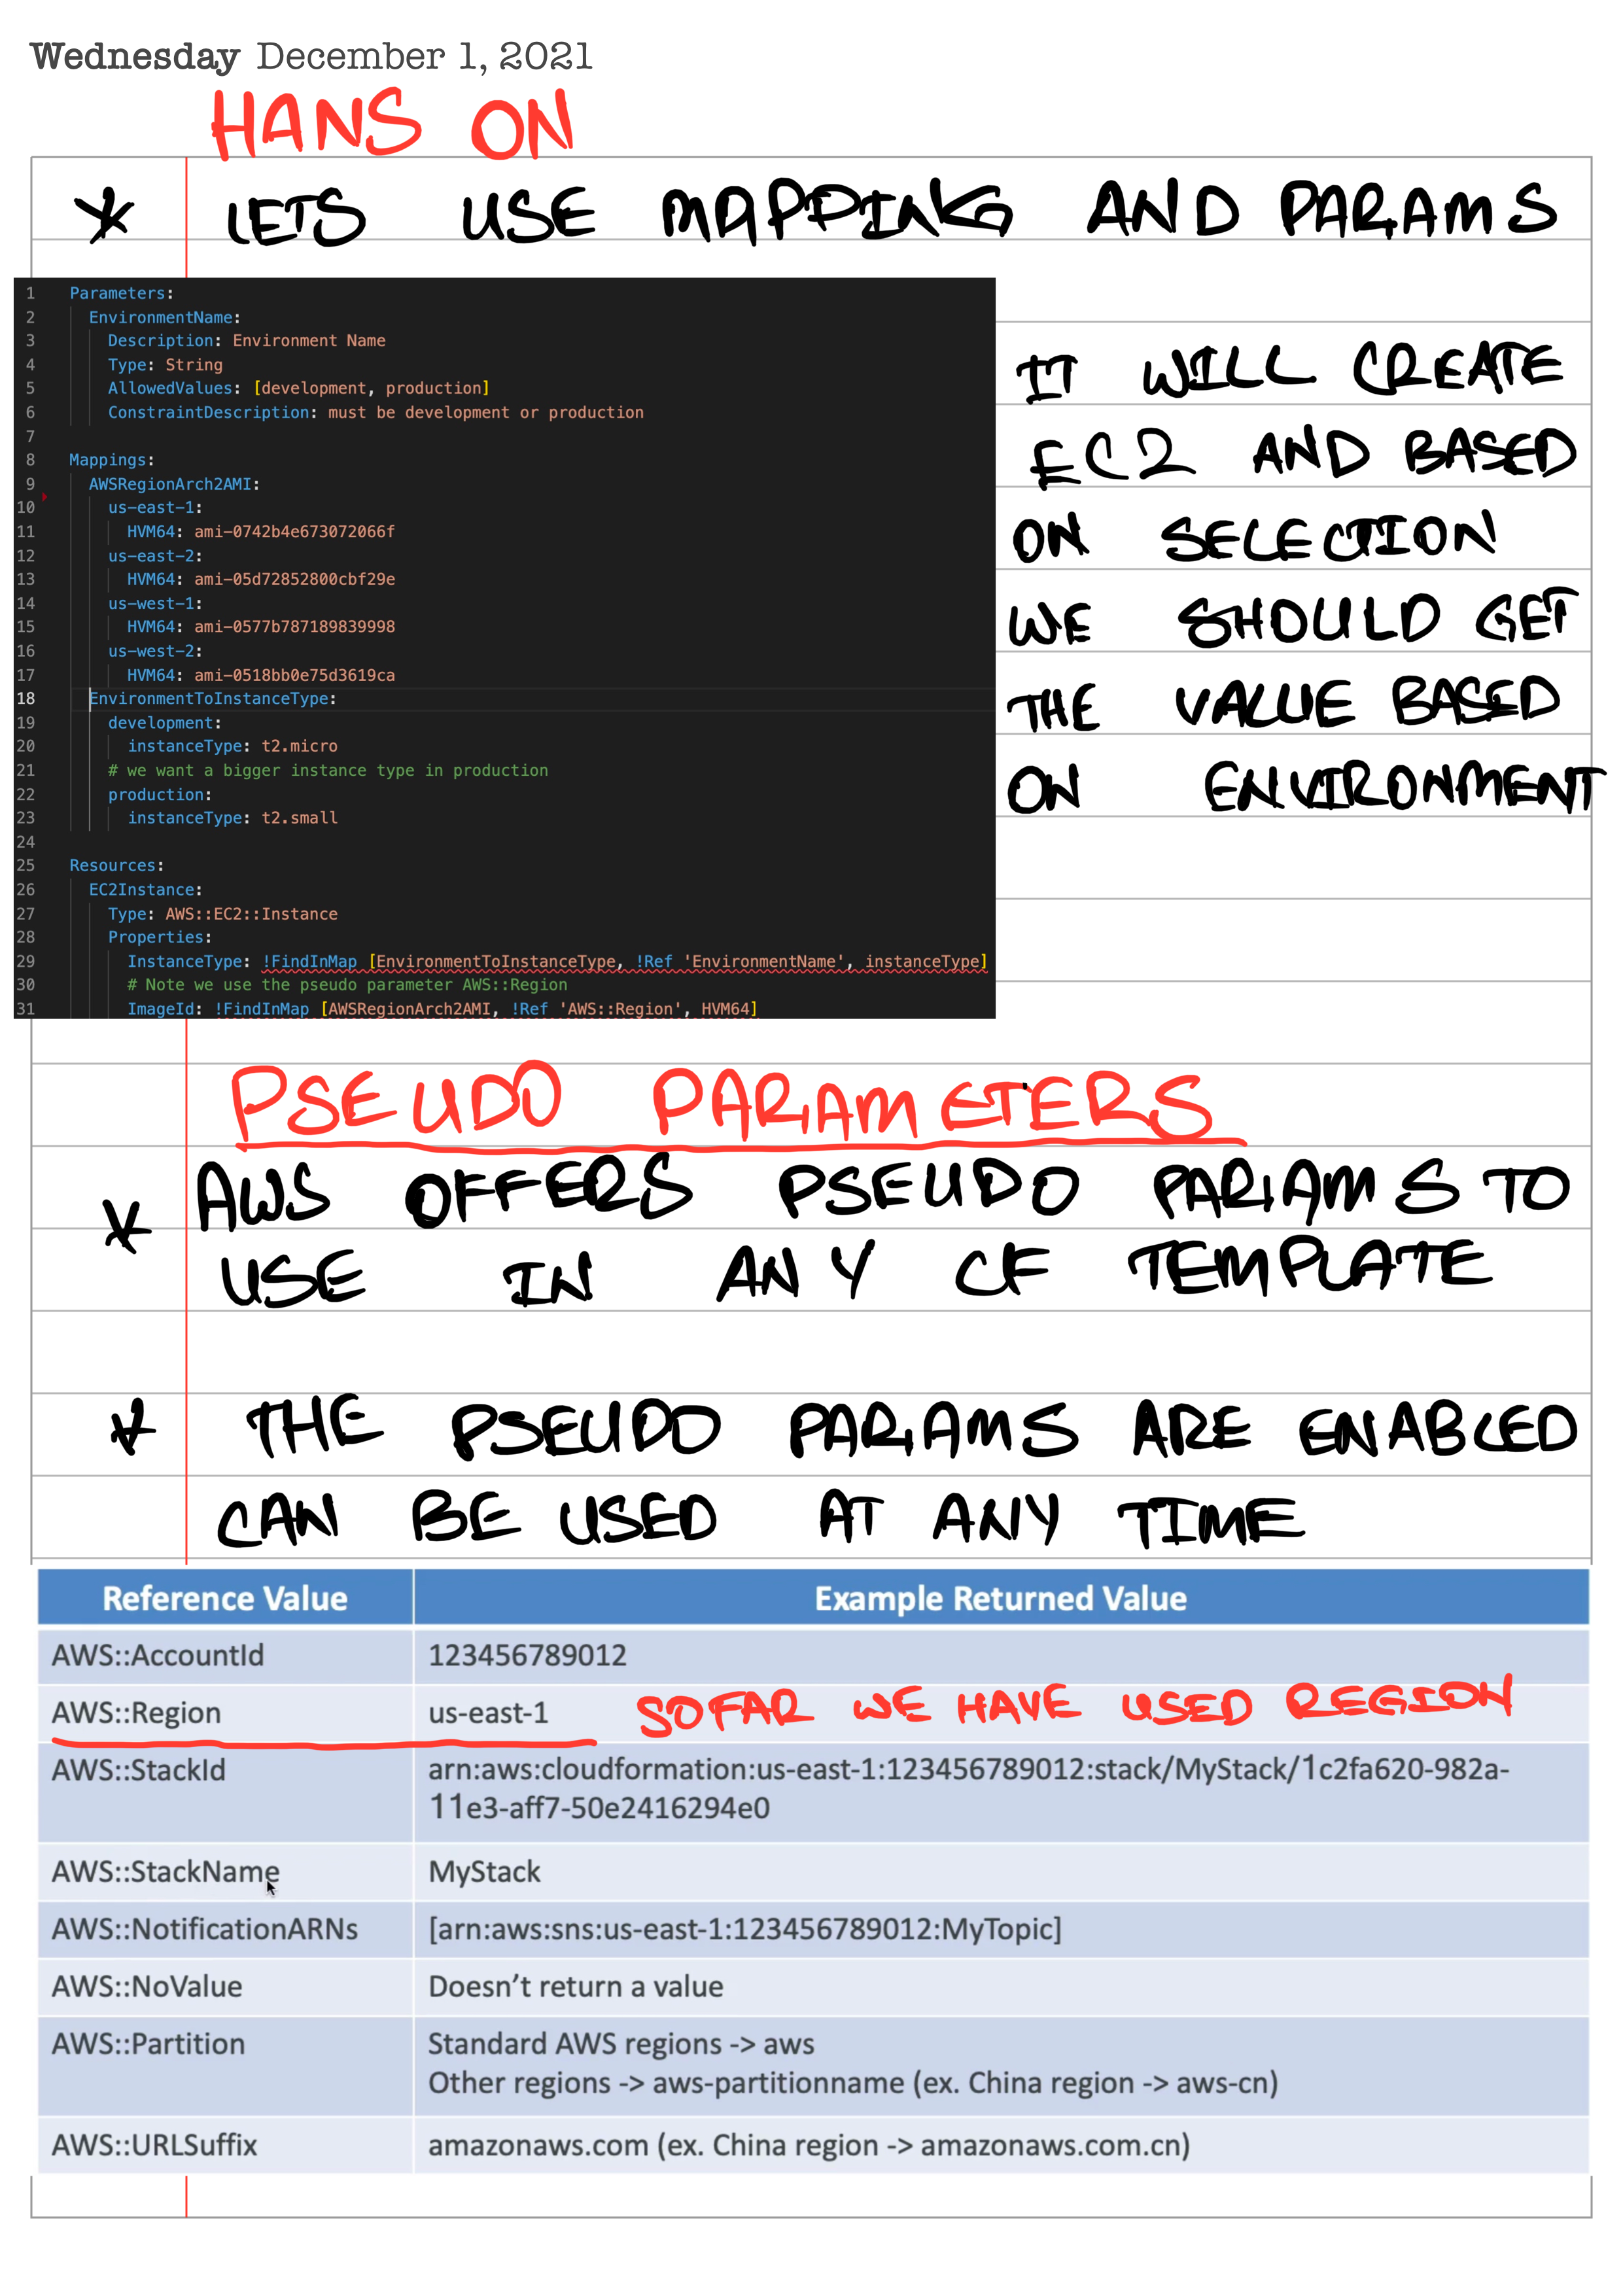 Wednesday December 1, 2021
HANS ON
* LETS USE MAPPING AND PARAMS
1 Parameters:
2 EnvironmentName:
3 Description: Environment Name
4 Type: String
5 AllowedValues: [development, production]
6 ConstraintDescription: must be development or production
7
8 Mappings:
9 AWSRegionArch2AMI:
10 us-east-1:
11 HVM64: ami-0742b4e673072066f
12 us-east-2:
13 HVM64: ami-05d72852800cbf29e
14 us-west-1:
15 HVM64: ami-0577b787189839998
16 us-west-2:
17 HVM64: ami-0518bb0e75d3619ca
18 EnvironmentToInstanceType:
19 development:
20 instanceType: t2.micro
21 # we want a bigger instance type in production
22 production:
23 instanceType: t2.small
24
25 Resources:
26 EC2Instance:
27 Type: AWS::EC2::Instance
28 Properties:
29 InstanceType: !FindInMap [EnvironmentToInstanceType, !Ref 'EnvironmentName', instanceType]
30 # Note we use the pseudo parameter AWS::Region
31 ImageId: !FindInMap [AWSRegionArch2AMI, !Ref 'AWS::Region', HVM64]
IT WILL CREATE
EC2 AND BASED
ON SELECTION
WE SHOULD GET
THE VALUE BASED
ON ENVIRONMENT
PSEUDO PARAMETERS
* AWS OFFERS PSEUDO PARAMS TO
USE IN ANY CF TEMPLATE
* THE PSEUDO PARAMS ARE ENABLED
CAN BE USED AT ANY TIME
Reference Value Example Returned Value
AWS::AccountId 123456789012
AWS::Region us-east-1 SOFAR WE HAVE USED REGION
AWS::StackId arn:aws:cloudformation:us-east-1:123456789012:stack/MyStack/1c2fa620-982a-
11e3-aff7-50e2416294e0
AWS::StackName MyStack
AWS::NotificationARNs [arn:aws:sns:us-east-1:123456789012:MyTopic]
AWS::NoValue Doesn't return a value
AWS::Partition Standard AWS regions -> aws
Other regions -> aws-partitionname (ex. China region -> aws-cn)
AWS::URLSuffix amazonaws.com (ex. China region -> amazonaws.com.cn)